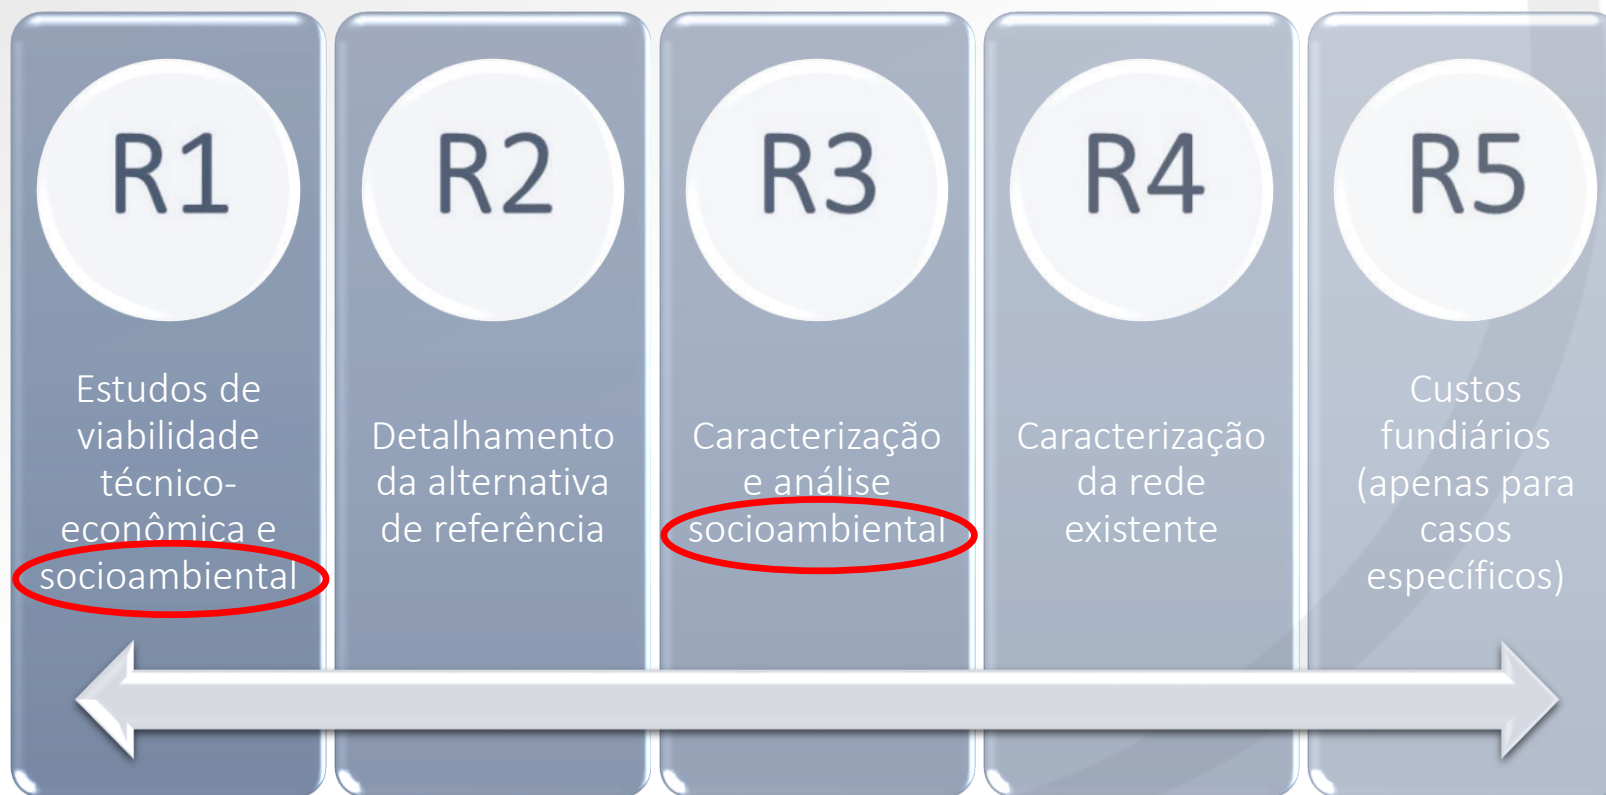 R1
Estudos de
viabilidade
técnico-
econômica e
socioambiental
R2
Detalhamento
da alternativa
de referência
R3
Caracterização
e análise
socioambiental
R4
Caracterização
da rede
existente
R5
Custos
fundiários
(apenas para
casos
específicos)